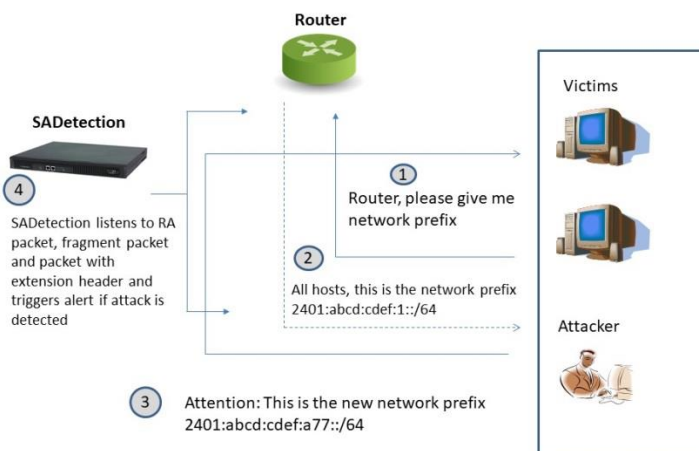 Router
Victims
SADetection
4
SADetection listens to RA
packet, fragment packet
and packet with
extension header and
triggers alert if attack is
detected
1
Router, please give me
network prefix
2
All hosts, this is the network prefix
2401:abcd:cdef:1::/64
Attacker
3
Attention: This is the new network prefix
2401:abcd:cdef:a77::/64